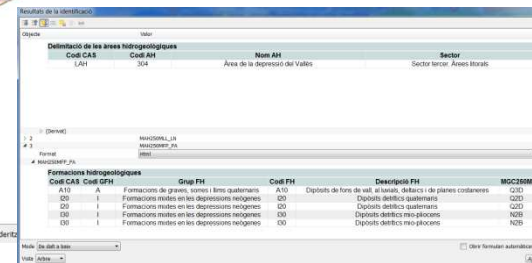 Resultats de la identificació
Objecte Valor
Delimitació de les àrees hidrogeològiques
Codi CAS Codi AH Nom AH Sector
LAH 304 Àrea de la depressió del Vallès Sector tercer. Àrees litorals
(Derivat)
2 MAH250MLL_LN
3 MAH250MFP_PA
Format Html
MAH250MFP_PA
Formacions hidrogeològiques
Codi CAS Codi GFH Grup FH Codi FH Descripció FH MGC250M
A10 A Formacions de graves, sorres i llims quaternaris A10 Dipòsits de fons de vall, al·luvials, deltaics i de planes costaneres Q3D
I20 I Formacions mixtes en les depressions neògenes I20 Dipòsits detrítics quaternaris Q2D
I20 I Formacions mixtes en les depressions neògenes I20 Dipòsits detrítics quaternaris Q2D
I30 I Formacions mixtes en les depressions neògenes I30 Dipòsits detrítics mio-pliocens N2B
I30 I Formacions mixtes en les depressions neògenes I30 Dipòsits detrítics mio-pliocens N2B
Mode De dalt a baix Obrir formulari automàtic
Vista Arbre